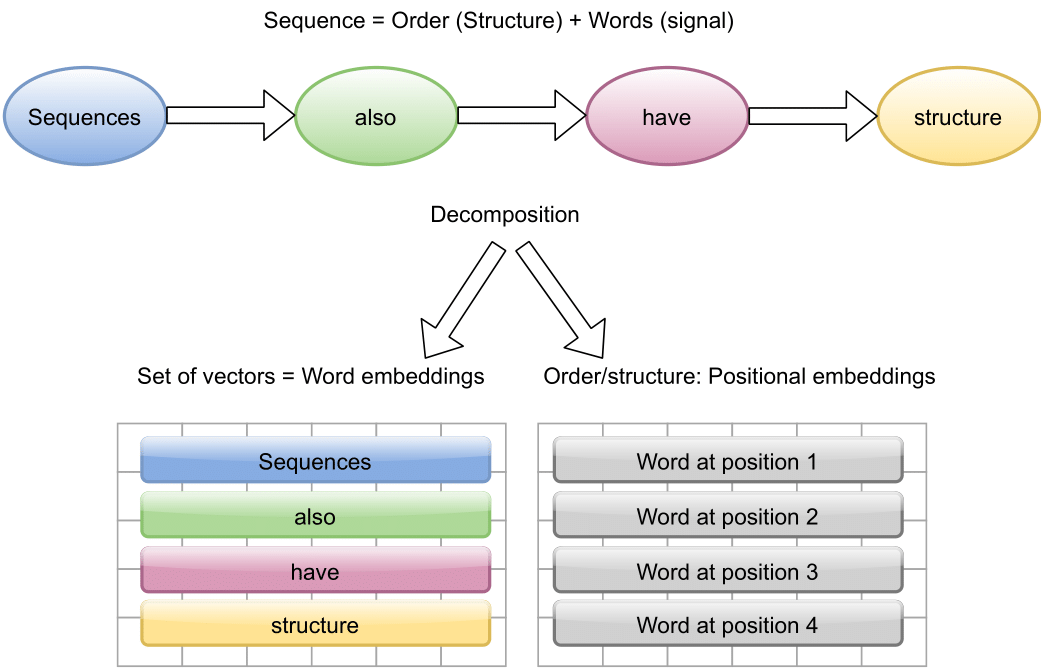 Sequence = Order (Structure) + Words (signal)
Sequences
also
have
structure
Decomposition
Set of vectors = Word embeddings
Order/structure: Positional embeddings
Sequences
also
have
structure
Word at position 1
Word at position 2
Word at position 3
Word at position 4